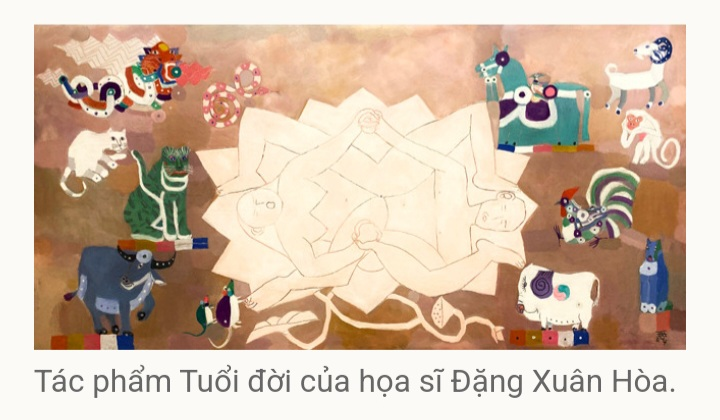 Tác phẩm Tuổi đời của họa sĩ Đặng Xuân Hòa.